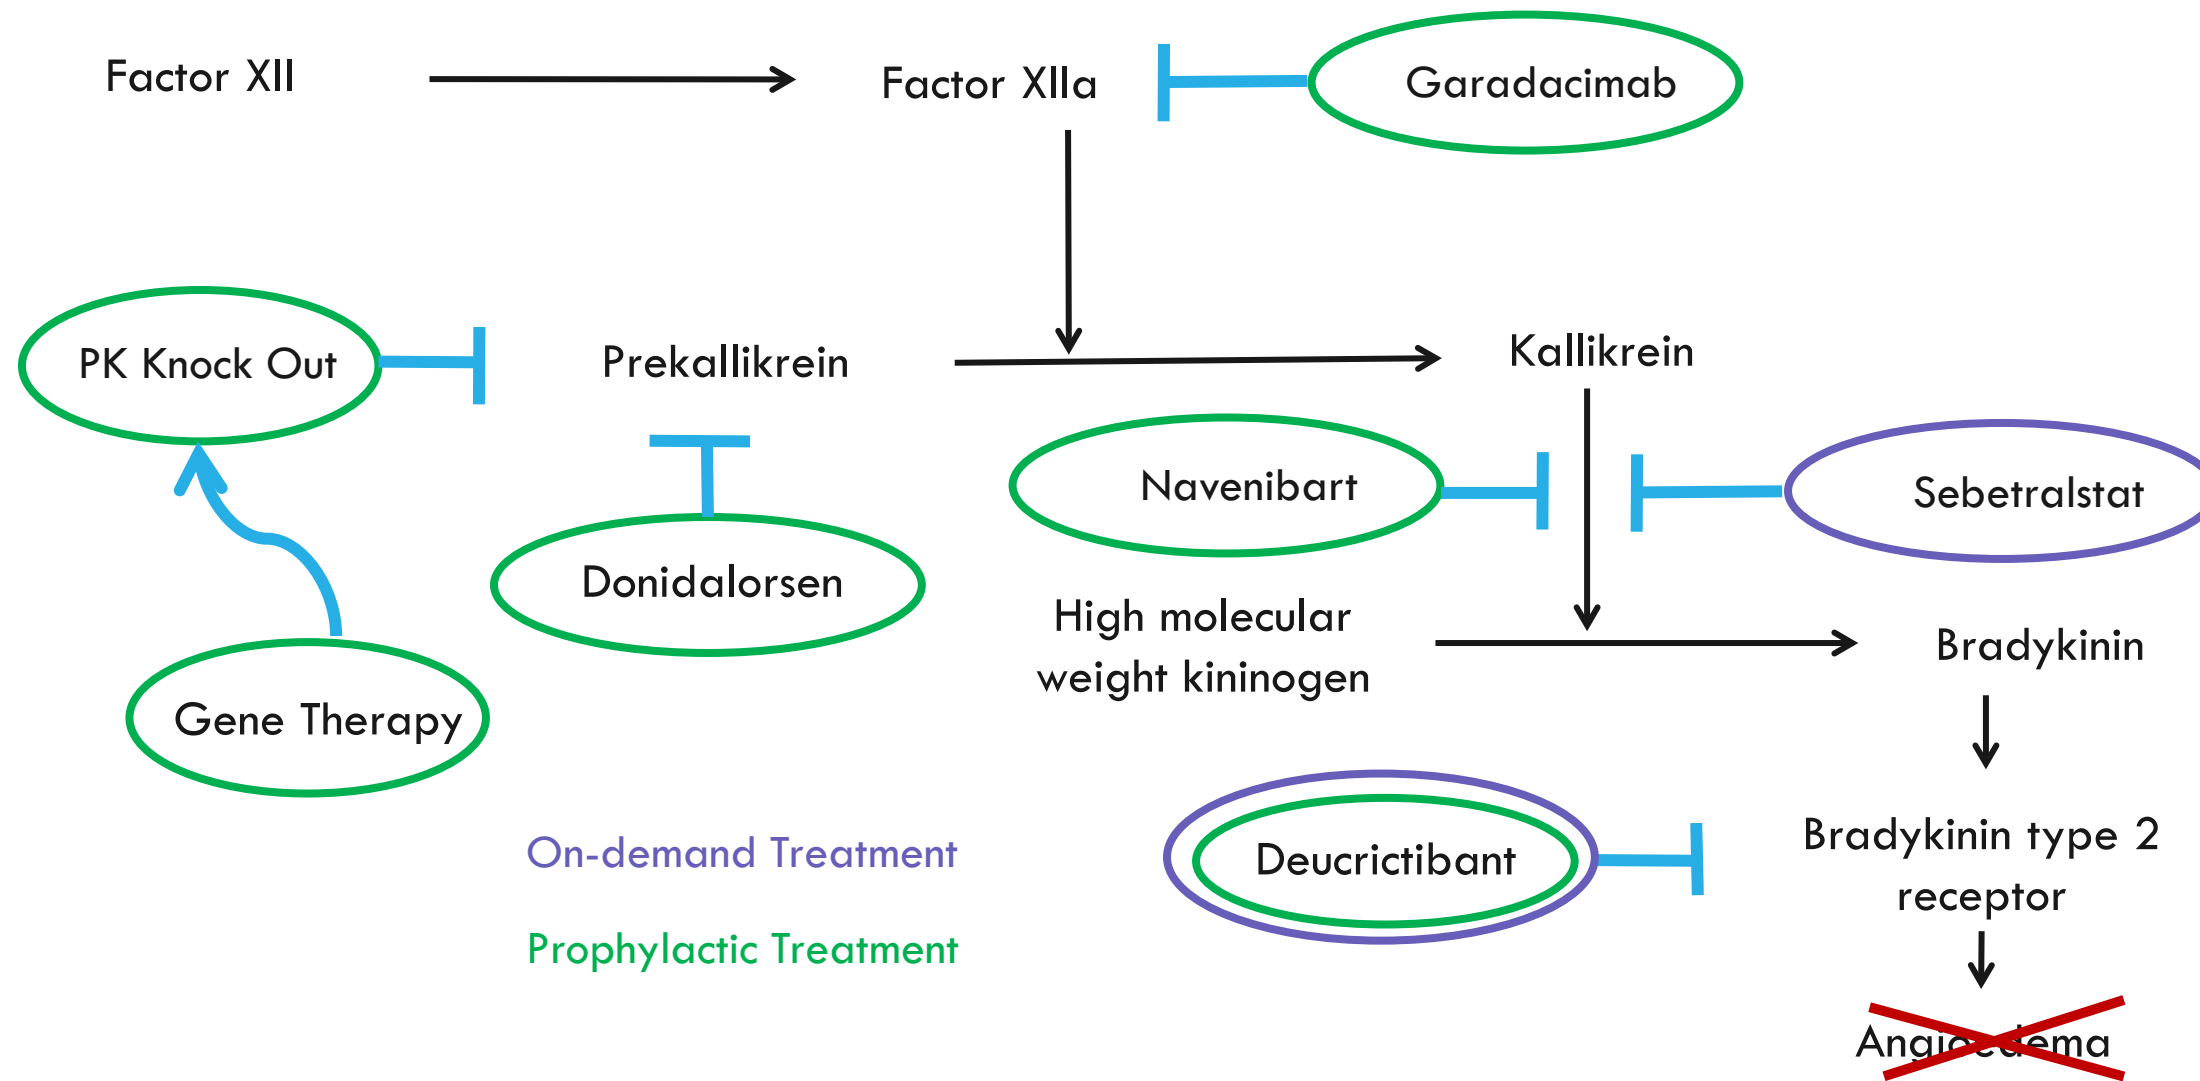 Factor XII
Factor XIIa
Garadacimab
PK Knock Out
Prekallikrein
Kallikrein
Navenibart
Sebetralstat
Donidalorsen
High molecular
weight kininogen
Bradykinin
Gene Therapy
On-demand Treatment
Deucrictibant
Bradykinin type 2
receptor
Prophylactic Treatment
Angioedema